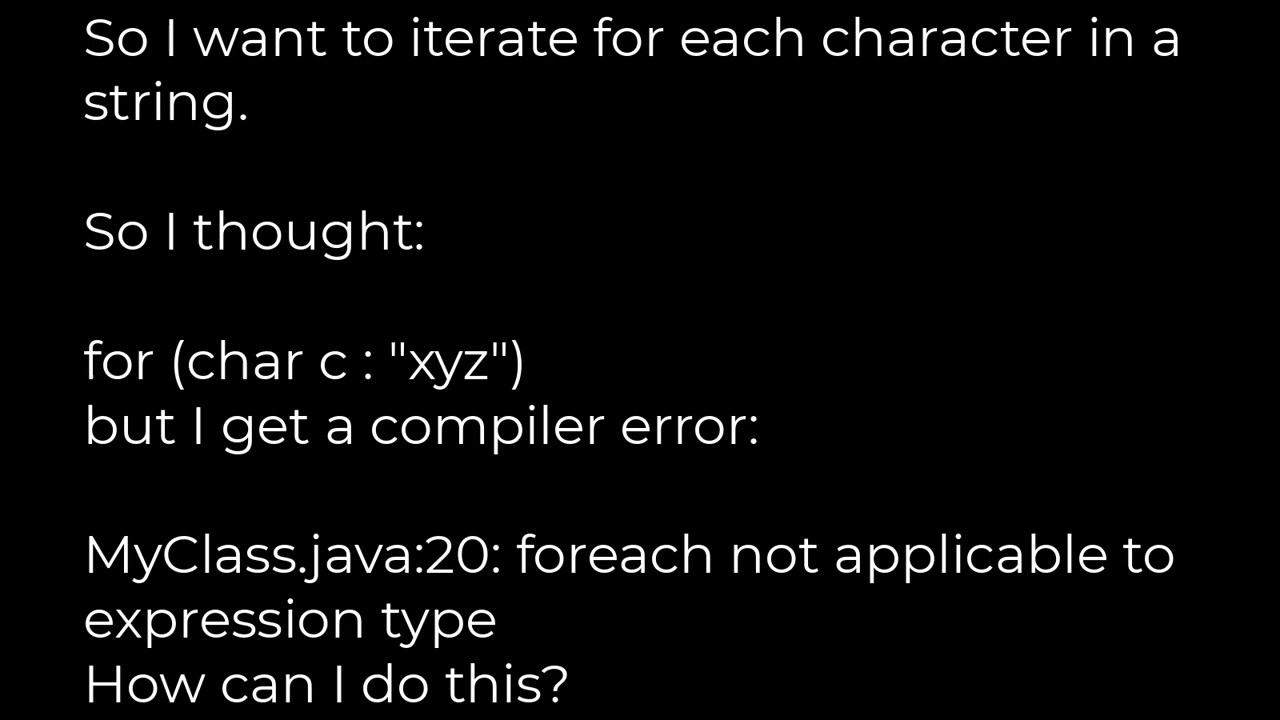 So I want to iterate for each character in a
string.
So I thought:
for (char c : "xyz")
but I get a compiler error:
MyClass.java:20: foreach not applicable to
expression type
How can I do this?